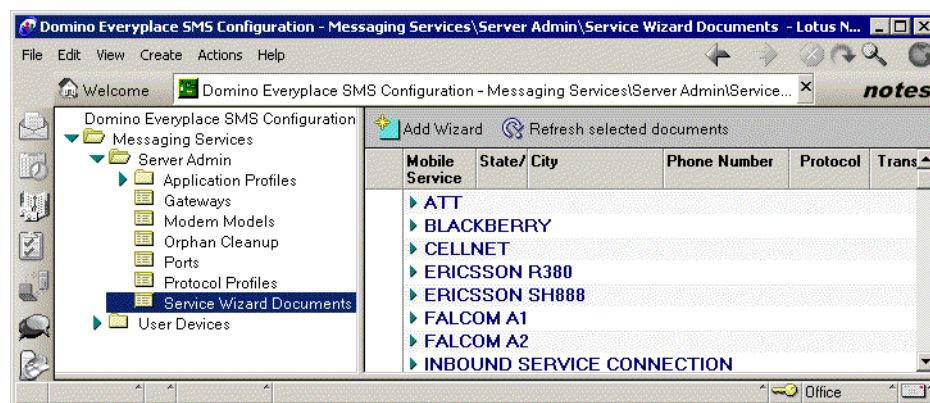 Domino Everyplace SMS Configuration - Messaging Services\Server Admin\Service Wizard Documents - Lotus N...
File Edit View Create Actions Help
Welcome Domino Everyplace SMS Configuration - Messaging Services\Server Admin\Service... notes
Domino Everyplace SMS Configuration
Messaging Services
Server Admin
Application Profiles
Gateways
Modem Models
Orphan Cleanup
Ports
Protocol Profiles
Service Wizard Documents
User Devices
Add Wizard Refresh selected documents
Mobile Service State/ City Phone Number Protocol Trans
ATT
BLACKBERRY
CELLNET
ERICSSON R380
ERICSSON SH888
FALCOM A1
FALCOM A2
INBOUND SERVICE CONNECTION
Office